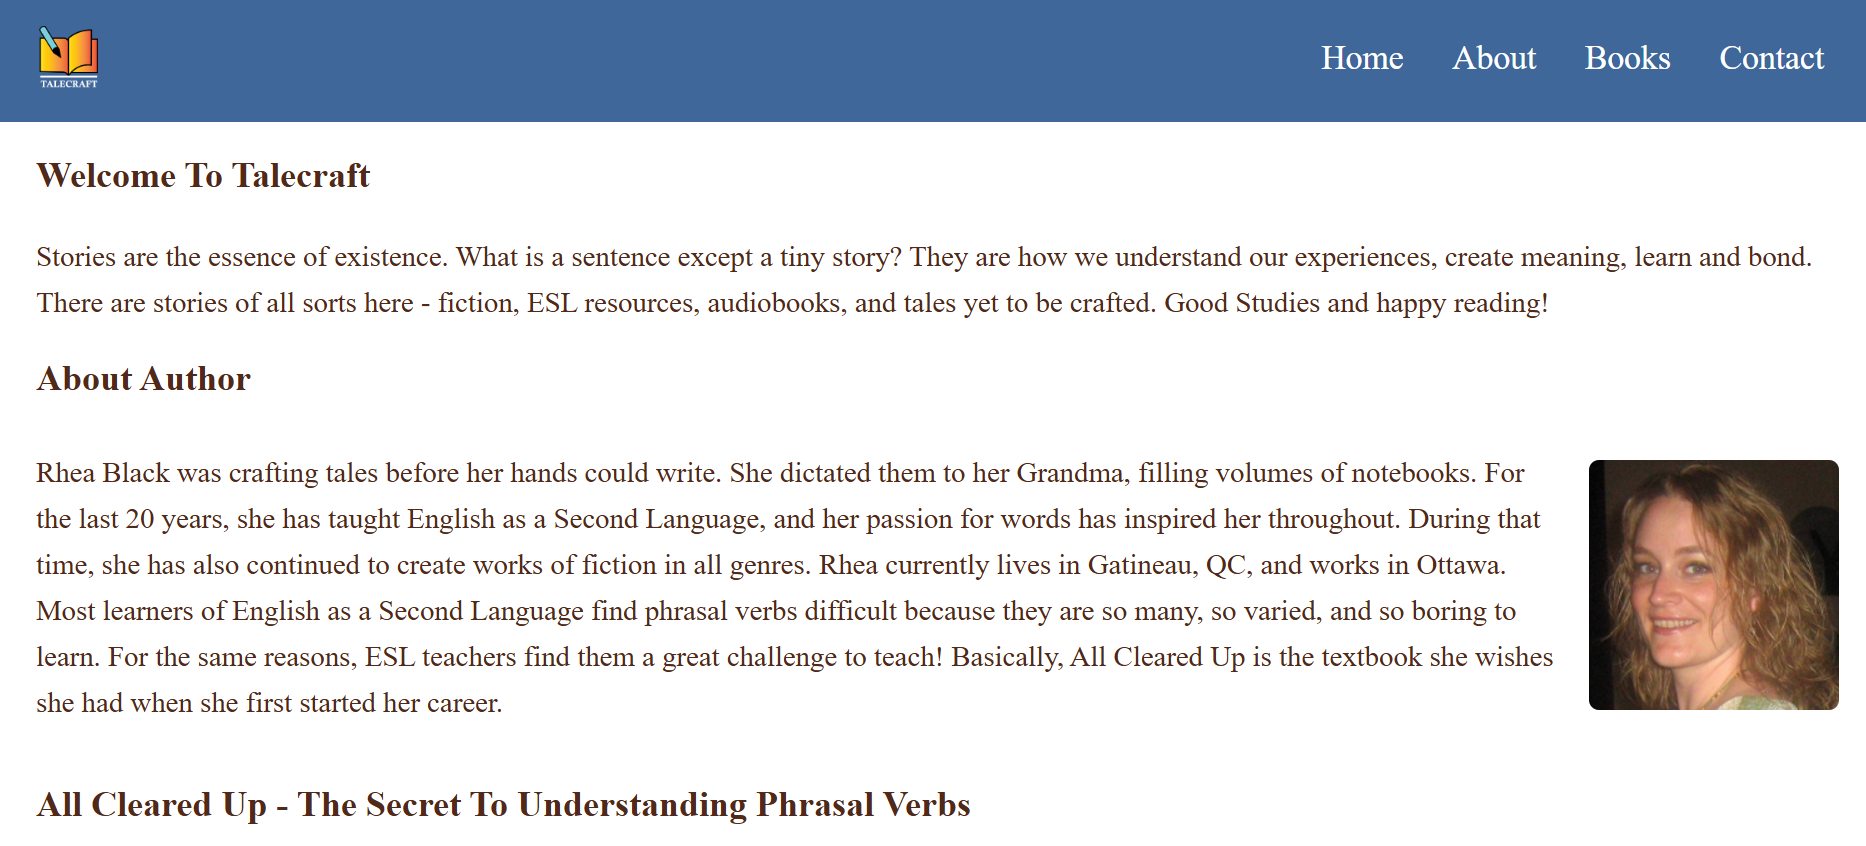 TALECRAFT
Home About Books Contact
Welcome To Talecraft
Stories are the essence of existence. What is a sentence except a tiny story? They are how we understand our experiences, create meaning, learn and bond.
There are stories of all sorts here - fiction, ESL resources, audiobooks, and tales yet to be crafted. Good Studies and happy reading!
About Author
Rhea Black was crafting tales before her hands could write. She dictated them to her Grandma, filling volumes of notebooks. For
the last 20 years, she has taught English as a Second Language, and her passion for words has inspired her throughout. During that
time, she has also continued to create works of fiction in all genres. Rhea currently lives in Gatineau, QC, and works in Ottawa.
Most learners of English as a Second Language find phrasal verbs difficult because they are so many, so varied, and so boring to
learn. For the same reasons, ESL teachers find them a great challenge to teach! Basically, All Cleared Up is the textbook she wishes
she had when she first started her career.
All Cleared Up - The Secret To Understanding Phrasal Verbs